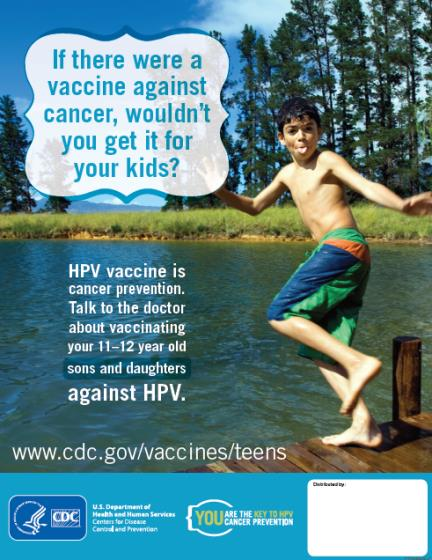 If there were a
vaccine against
cancer, wouldn't
you get it for
your kids?
HPV vaccine is
cancer prevention.
Talk to the doctor
about vaccinating
your 11–12 year old
sons and daughters
against HPV.
www.cdc.gov/vaccines/teens
CDC
U.S. Department of
Health and Human Services
Centers for Disease
Control and Prevention
YOU ARE THE KEY TO HPV
CANCER PREVENTION
Distributed by: